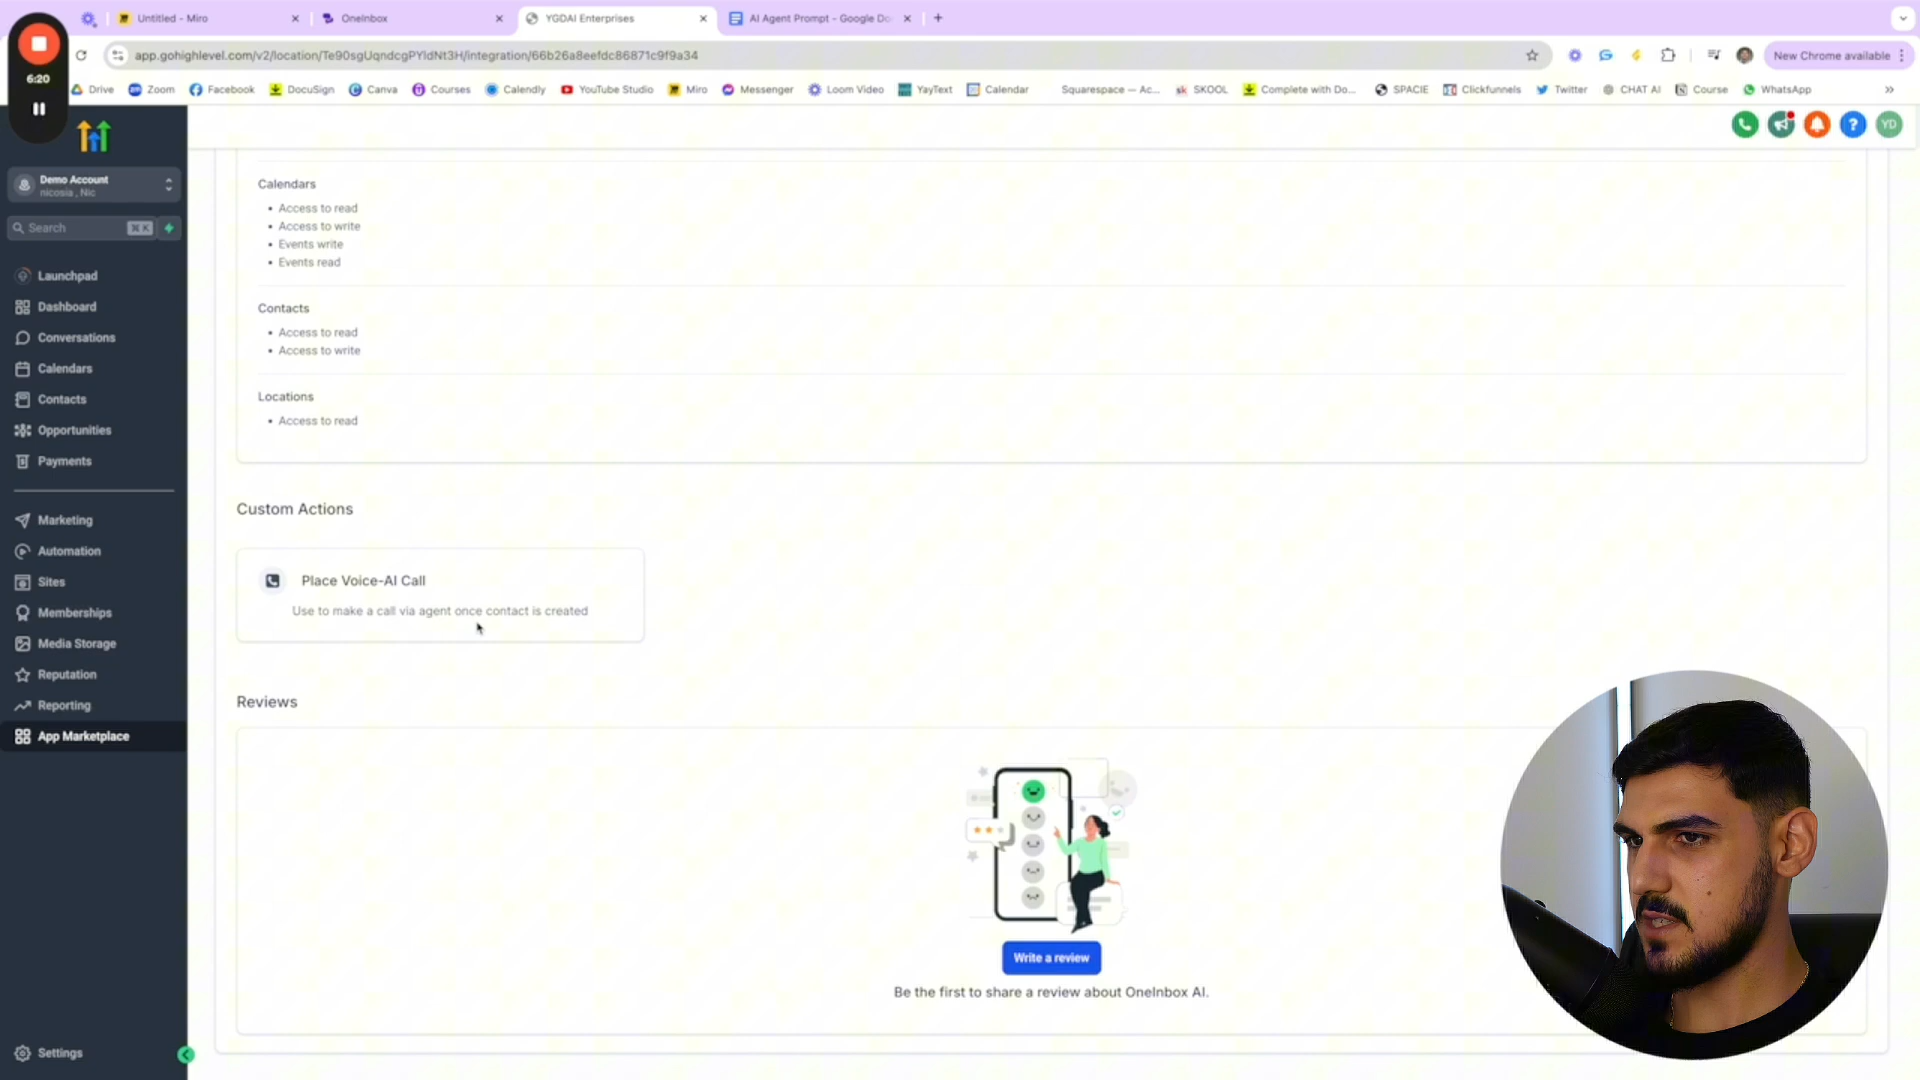 Untitled - Miro
OneInbox
YGDAI Enterprises
AI Agent Prompt - Google Do
6:20
app.gohighlevel.com/v2/location/Te90sgUqndcgPYIdNt3H/integration/66b26a8eefdc86871c9f9a34
New Chrome available
Drive
Zoom
Facebook
DocuSign
Canva
Courses
Calendly
YouTube Studio
Miro
Messenger
Loom Video
YayText
Calendar
Squarespace — Ac...
sk SKOOL
Complete with Do...
SPACIE
Clickfunnels
Twitter
CHAT AI
Course
WhatsApp
YD
Demo Account
nicosia , Nic
Search
⌘ K
Launchpad
Dashboard
Conversations
Calendars
Contacts
Opportunities
Payments
Marketing
Automation
Sites
Memberships
Media Storage
Reputation
Reporting
App Marketplace
Settings
Calendars
• Access to read
• Access to write
• Events write
• Events read
Contacts
• Access to read
• Access to write
Locations
• Access to read
Custom Actions
Place Voice-AI Call
Use to make a call via agent once contact is created
Reviews
Write a review
Be the first to share a review about OneInbox AI.